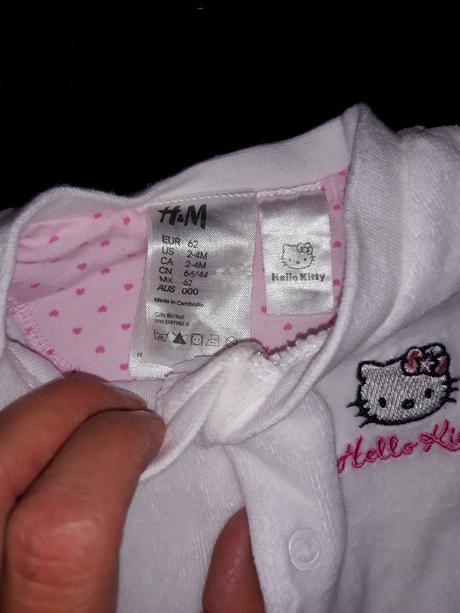 H&M
EUR 62
US 2-4M
CA 2-4M
CN 66/44
MX 62
AUS 000
Made in Cambodia
Hello Kitty
Hello